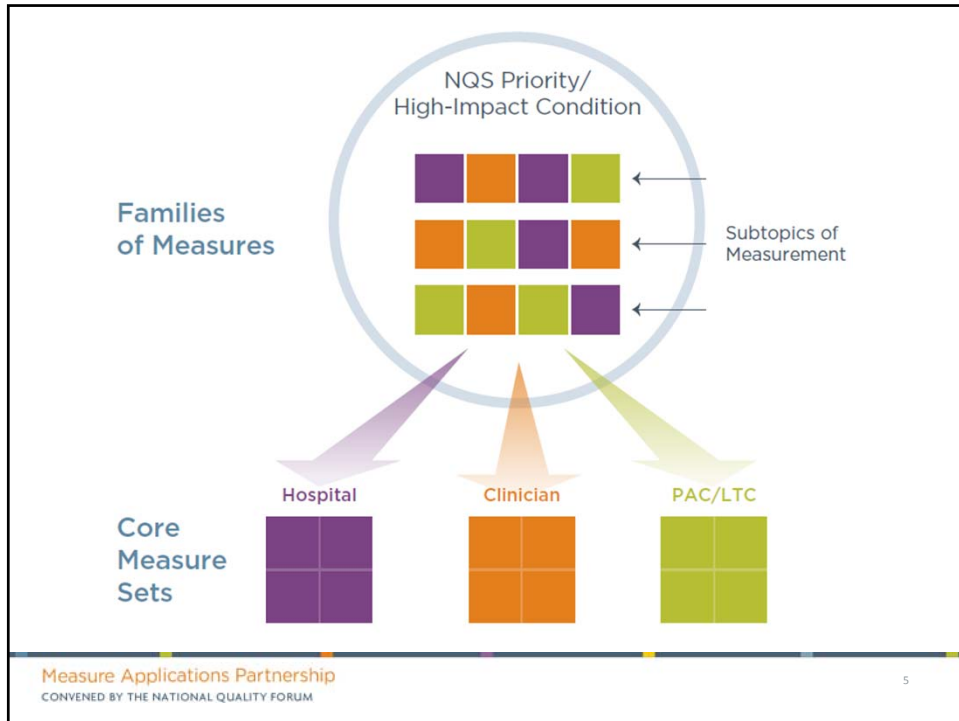 NQS Priority/
High-Impact Condition
Families
of Measures
Subtopics of
Measurement
Hospital
Clinician
PAC/LTC
Core
Measure
Sets
Measure Applications Partnership
CONVENED BY THE NATIONAL QUALITY FORUM
5